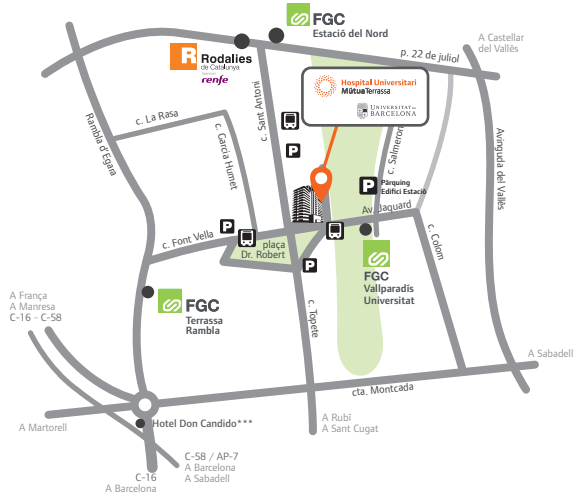 FGC
Estació del Nord
R
Rodalies
de Catalunya
renfe
p. 22 de juliol
A Castellar
del Vallès
Hospital Universitari
MútuaTerrassa
UNIVERSITAT DE
BARCELONA
c. Sant Antoni
c. La Rasa
c. Garcia Humet
Rambla d'Egara
c. Salmeron
Avinguda del Vallès
P
P
Pàrquing
Edifici Estació
Av. Jaquard
P
c. Font Vella
plaça
Dr. Robert
P
c. Colom
FGC
Vallparadís
Universitat
FGC
Terrassa
Rambla
A França
A Manresa
C-16 - C-58
c. Topete
A Sabadell
cta. Montcada
A Martorell
Hotel Don Candido***
A Rubí
A Sant Cugat
C-58 / AP-7
A Barcelona
A Sabadell
C-16
A Barcelona